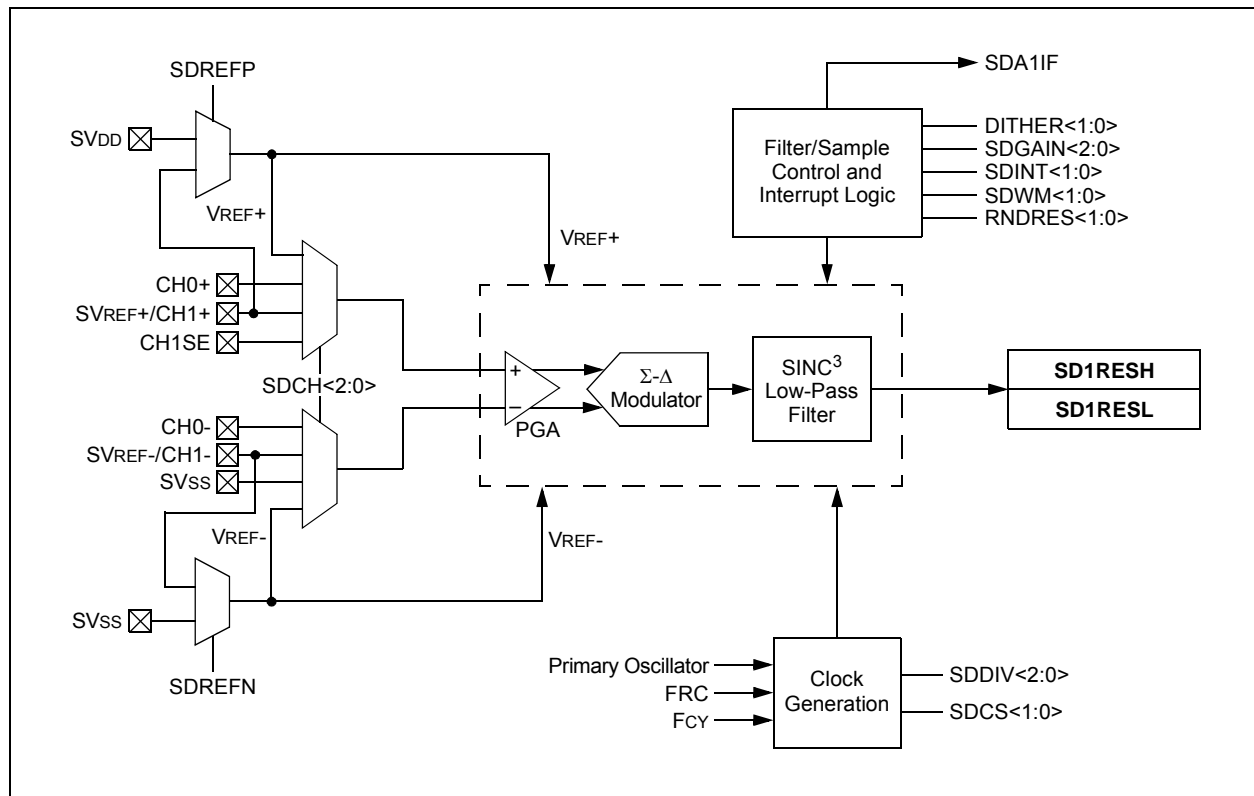 SDREFP
SVDD
VREF+
CH0+
SVREF+/CH1+
CH1SE
SDCH<2:0>
CH0-
SVREF-/CH1-
SVSS
VREF-
SVSS
SDREFN
VREF+
VREF-
+
−
PGA
Σ-Δ
Modulator
SINC³
Low-Pass
Filter
SDA1IF
Filter/Sample
Control and
Interrupt Logic
DITHER<1:0>
SDGAIN<2:0>
SDINT<1:0>
SDWM<1:0>
RNDRES<1:0>
SD1RESH
SD1RESL
Primary Oscillator
FRC
FCY
Clock
Generation
SDDIV<2:0>
SDCS<1:0>